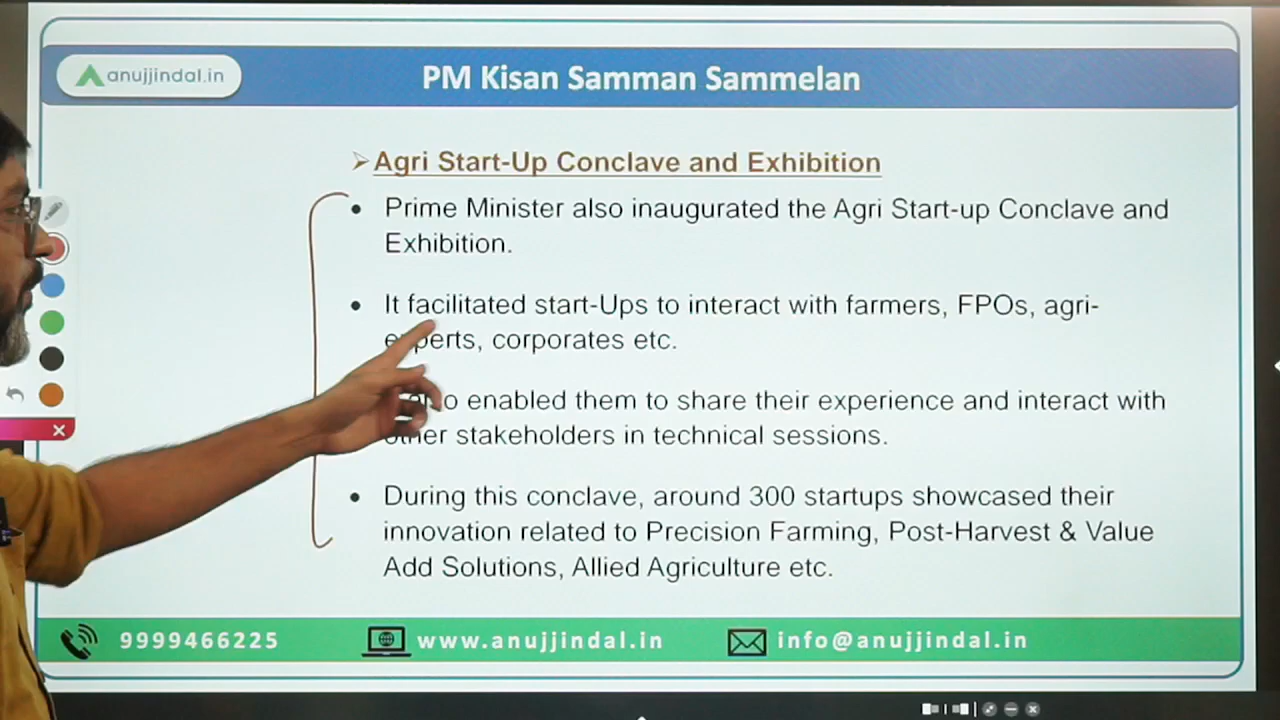 anujjindal.in
PM Kisan Samman Sammelan
Agri Start-Up Conclave and Exhibition
Prime Minister also inaugurated the Agri Start-up Conclave and
Exhibition.
It facilitated start-Ups to interact with farmers, FPOs, agri-
experts, corporates etc.
enabled them to share their experience and interact with
other stakeholders in technical sessions.
During this conclave, around 300 startups showcased their
innovation related to Precision Farming, Post-Harvest & Value
Add Solutions, Allied Agriculture etc.
9999466225
www.anujjindal.in
info@anujjindal.in